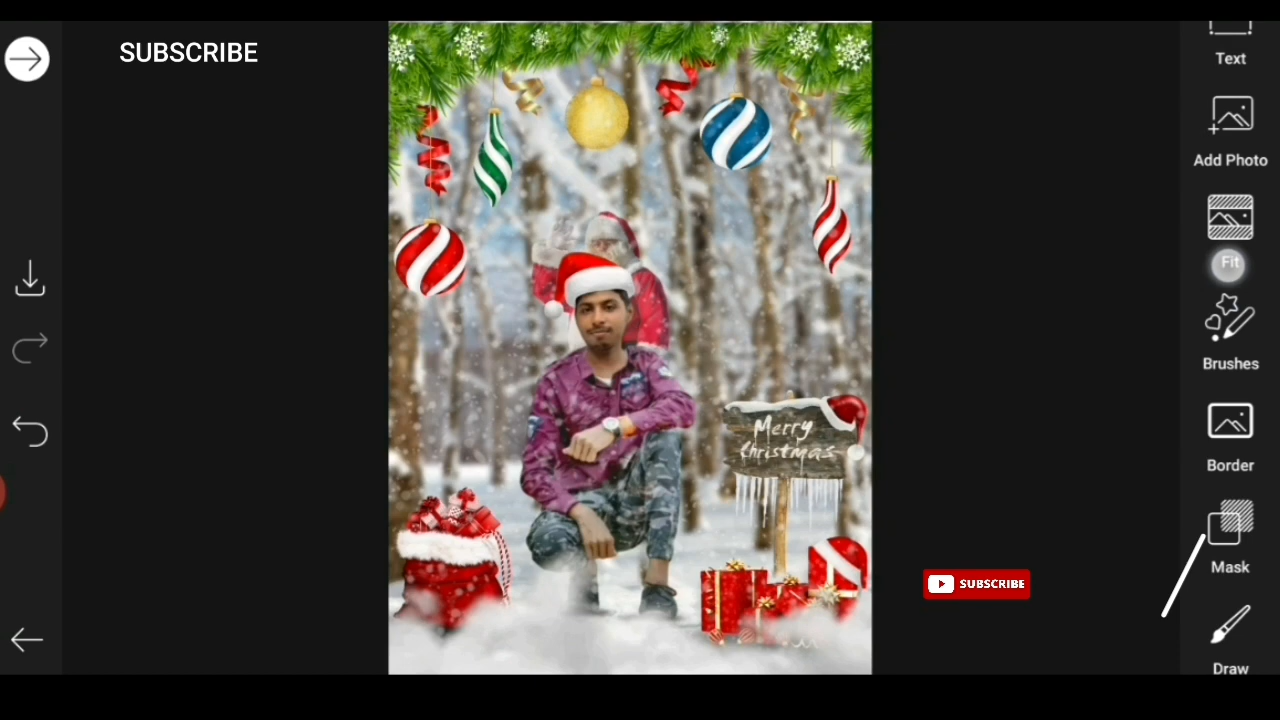 SUBSCRIBE
Text
Add Photo
Fit
Brushes
Border
Mask
Draw
Merry
Christmas
SUBSCRIBE